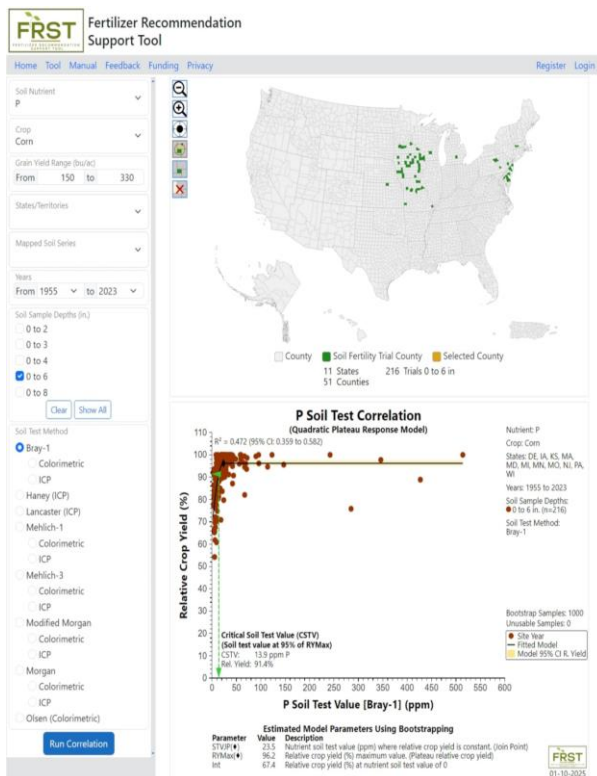 FRST
FERTILIZER RECOMMENDATION
SUPPORT TOOL
Fertilizer Recommendation
Support Tool
Home Tool Manual Feedback Funding Privacy Register Login
Soil Nutrient
P
Crop
Corn
Grain Yield Range (bu/ac)
From 150 to 330
States/Territories
Mapped Soil Series
Years
From 1955 to 2023
Soil Sample Depths (in.)
0 to 2
0 to 3
0 to 4
0 to 6
0 to 8
Clear Show All
Soil Test Method
Bray-1
Colorimetric
ICP
Haney (ICP)
Lancaster (ICP)
Mehlich-1
Colorimetric
ICP
Mehlich-3
Colorimetric
ICP
Modified Morgan
Colorimetric
ICP
Morgan
Colorimetric
ICP
Olsen (Colorimetric)
Run Correlation
County Soil Fertility Trial County Selected County
11 States 216 Trials 0 to 6 in
51 Counties
P Soil Test Correlation
(Quadratic Plateau Response Model)
R² = 0.472 (95% CI: 0.359 to 0.582)
Relative Crop Yield (%)
110
100
90
80
70
60
50
40
30
20
10
0
Critical Soil Test Value (CSTV)
(Soil test value at 95% of RYMax)
CSTV: 13.9 ppm P
Rel. Yield: 91.4%
0 50 100 150 200 250 300 350 400 450 500 550 600
P Soil Test Value [Bray-1] (ppm)
Nutrient: P
Crop: Corn
States: DE, IA, KS, MA,
MD, MI, MN, MO, NJ, PA,
WI
Years: 1955 to 2023
Soil Sample Depths:
0 to 6 in. (n=216)
Soil Test Method:
Bray-1
Bootstrap Samples: 1000
Unusable Samples: 0
Site Year
Fitted Model
Model 95% CI R. Yield
Estimated Model Parameters Using Bootstrapping
Parameter Value Description
STVJP(♦) 23.5 Nutrient soil test value (ppm) where relative crop yield is constant. (Join Point)
RYMax(♦) 96.2 Relative crop yield (%) maximum value. (Plateau relative crop yield)
Int 67.4 Relative crop yield (%) at nutrient soil test value of 0
FRST
01-10-2025